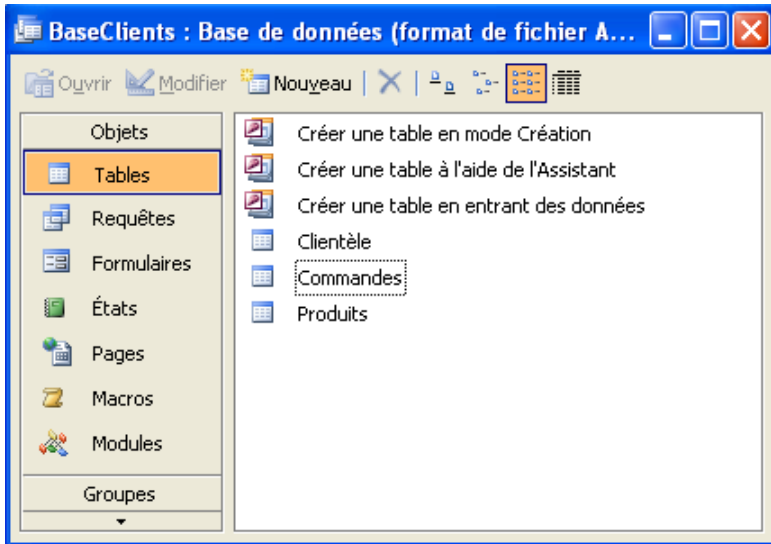 BaseClients : Base de données (format de fichier A...
Ouvrir Modifier Nouveau
Objets
Tables
Requêtes
Formulaires
États
Pages
Macros
Modules
Groupes
Créer une table en mode Création
Créer une table à l'aide de l'Assistant
Créer une table en entrant des données
Clientèle
Commandes
Produits